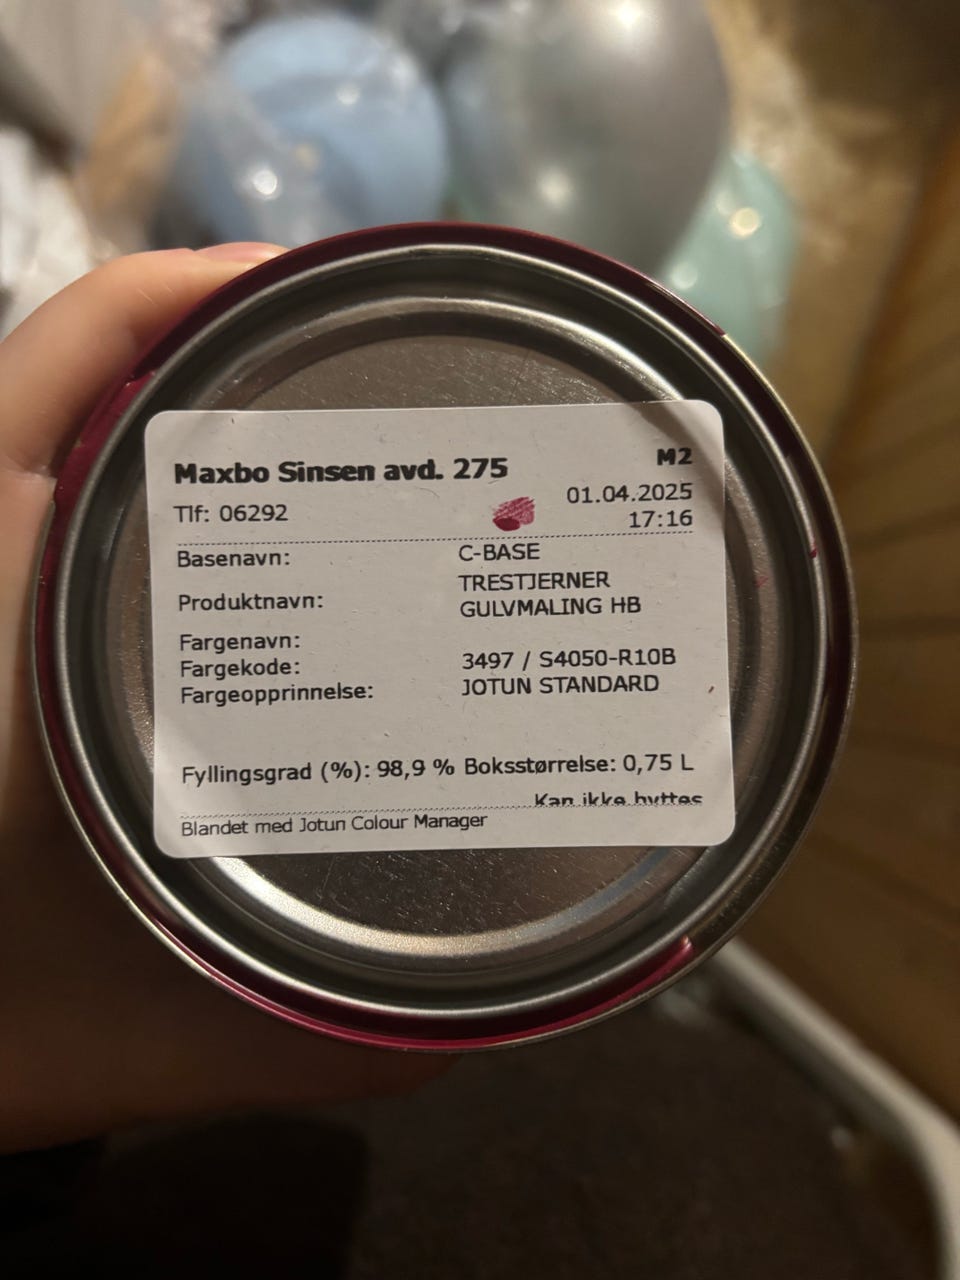 Maxbo Sinsen avd. 275 M2
Tlf: 06292 01.04.2025
17:16
Basenavn: C-BASE
Produktnavn: TRESTJERNER
GULVMALING HB
Fargenavn:
Fargekode: 3497 / S4050-R10B
Fargeopprinnelse: JOTUN STANDARD
Fyllingsgrad (%): 98,9 % Boksstørrelse: 0,75 L
Kan ikke byttes
Blandet med Jotun Colour Manager